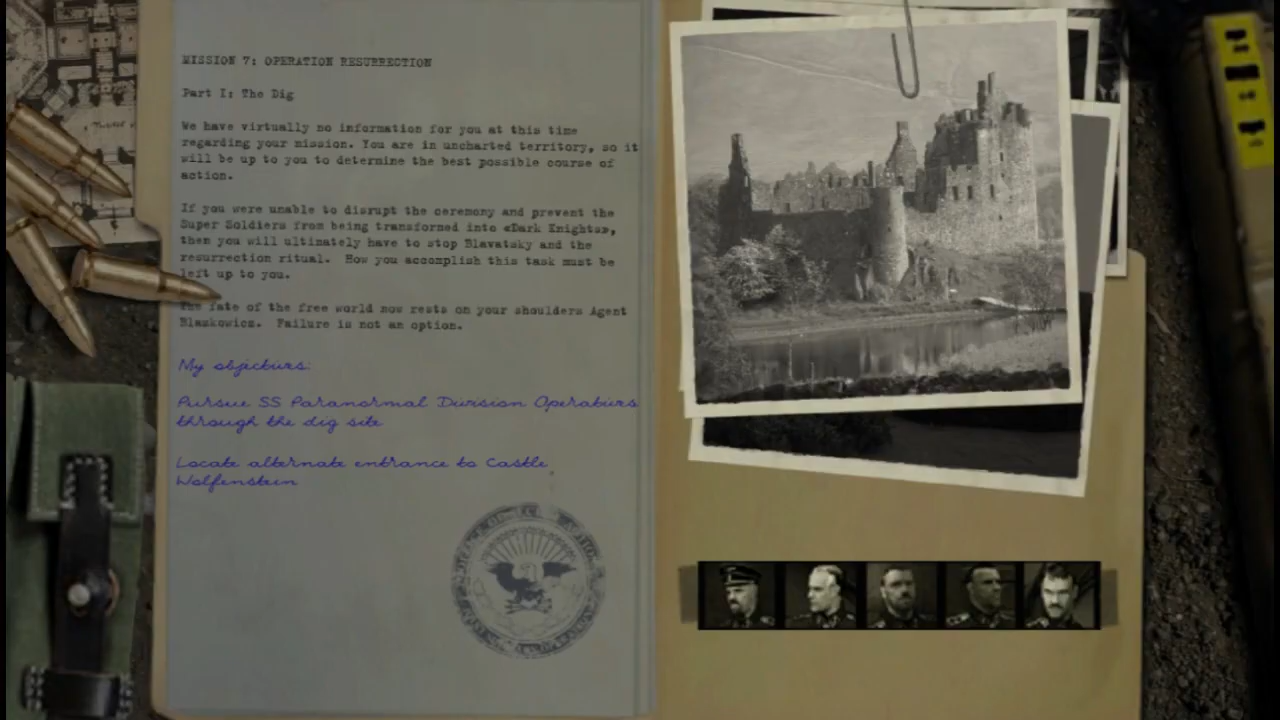 MISSION 7: OPERATION RESURRECTION
Part I: The Dig
We have virtually no information for you at this time
regarding your mission. You are in uncharted territory, so it
will be up to you to determine the best possible course of
action.
If you were unable to disrupt the ceremony and prevent the
Super Soldiers from being transformed into «Dark Knights»,
then you will ultimately have to stop Blavatsky and the
resurrection ritual. How you accomplish this task must be
left up to you.
The fate of the free world now rests on your shoulders Agent
Blazkowicz. Failure is not an option.
My objectives:
Pursue SS Paranormal Division Operatives
through the dig site
Locate alternate entrance to Castle
Wolfenstein